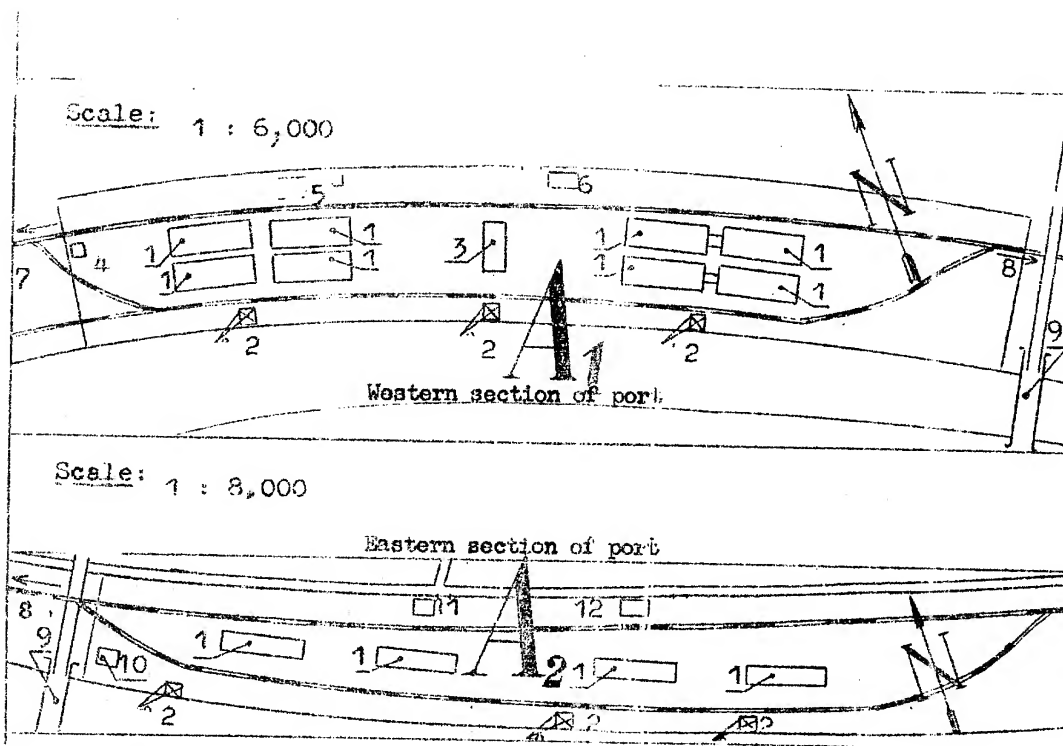 Scale: 1 : 6,000
5 6
1 1 3 1 1
4 1 1 1 1
7 8
2 2 2 9
A 1
Western section of port
Scale: 1 : 8,000
Eastern section of port
8 11 12
9 1 1 A 2 1 1
10
2 2 2
N
N